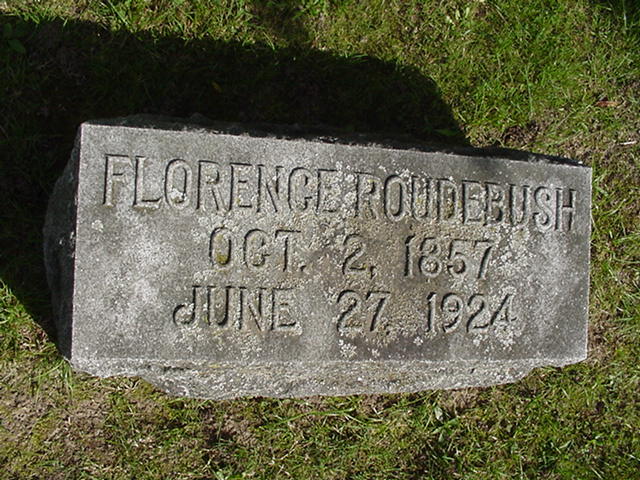 FLORENCE ROUDEBUSH
OCT. 2, 1857
JUNE 27, 1924